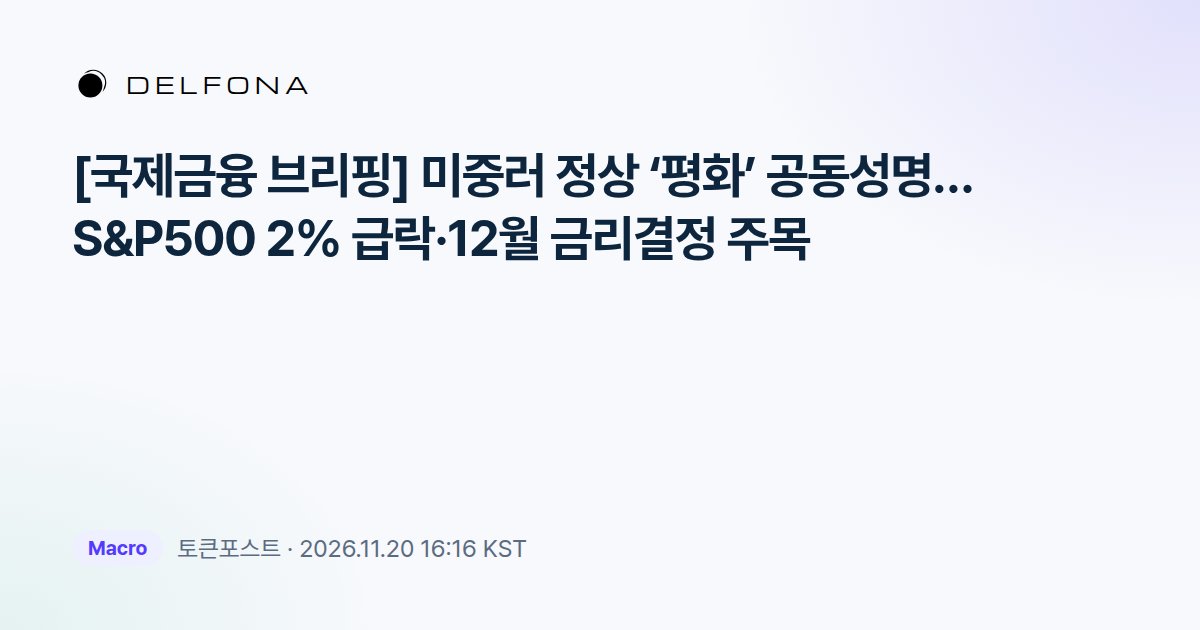 DELFONA
[국제금융 브리핑] 미중러 정상 ‘평화’ 공동성명...
S&P500 2% 급락·12월 금리결정 주목
Macro 토큰포스트 · 2026.11.20 16:16 KST